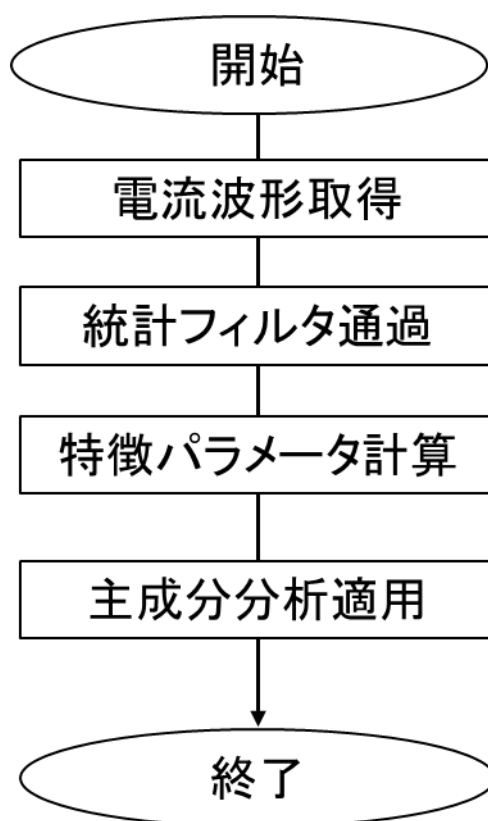 開始
電流波形取得
統計フィルタ通過
特徴パラメータ計算
主成分分析適用
終了